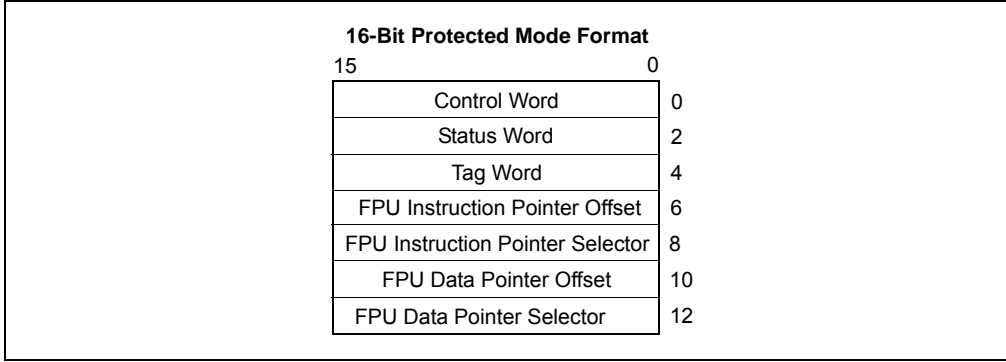 16-Bit Protected Mode Format
15 0
Control Word 0
Status Word 2
Tag Word 4
FPU Instruction Pointer Offset 6
FPU Instruction Pointer Selector 8
FPU Data Pointer Offset 10
FPU Data Pointer Selector 12